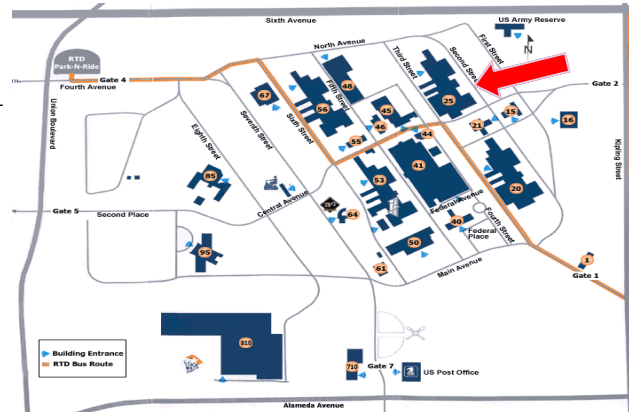 Sixth Avenue
US Army Reserve
RTD
Park-N-Ride
North Avenue
Third Street
Second Street
First Street
N
Gate 4
Fourth Avenue
Gate 2
Union Boulevard
Kipling Street
Fifth Street
Sixth Street
Seventh Street
Eighth Street
67
56
48
45
46
55
44
25
21
15
16
85
53
41
20
Central Avenue
Federal Avenue
Gate 5
Second Place
64
40
Federal
Place
Fourth Street
95
50
61
Main Avenue
1
Gate 1
810
710
Gate 7
US Post Office
Building Entrance
RTD Bus Route
Alameda Avenue